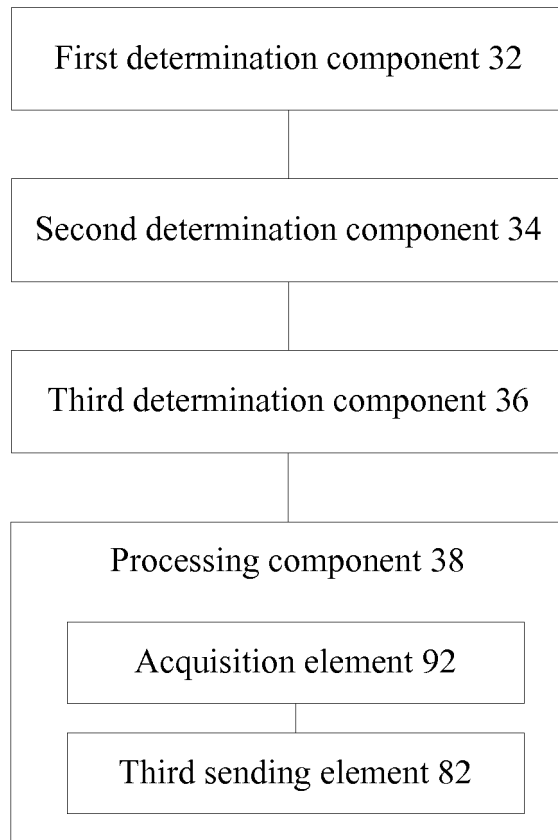 First determination component 32
Second determination component 34
Third determination component 36
Processing component 38
Acquisition element 92
Third sending element 82